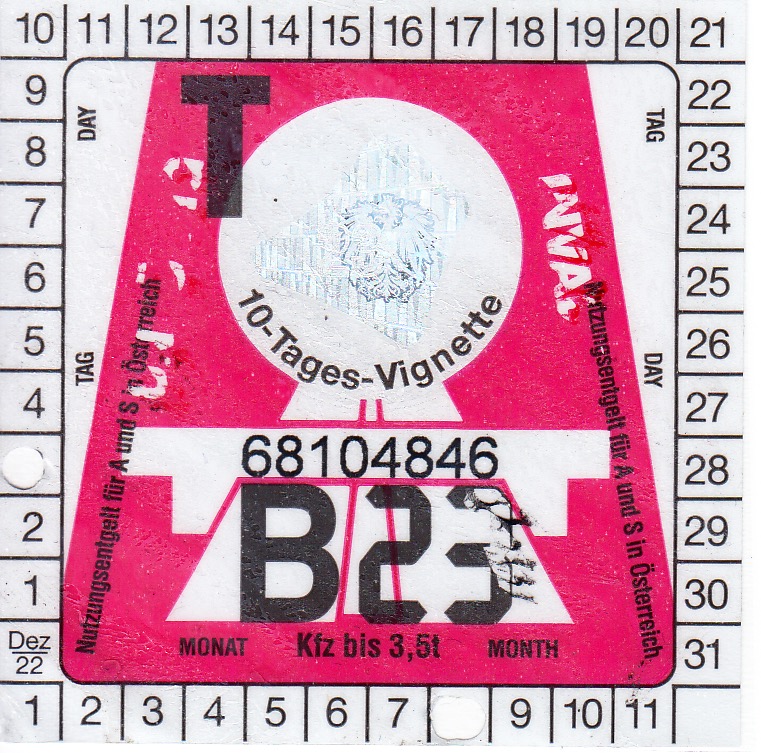 10 11 12 13 14 15 16 17 18 19 20 21
9 22
DAY TAG
T
8 23
7 24
6 25
5 26
TAG DAY
4 27
10-Tages-Vignette
Nutzungsentgelt für A und S in Österreich
Nutzungsentgelt für A und S in Österreich
68104846
28
B23
2 29
1 30
Dez
22
31
MONAT Kfz bis 3,5t MONTH
1 2 3 4 5 6 7 9 10 11